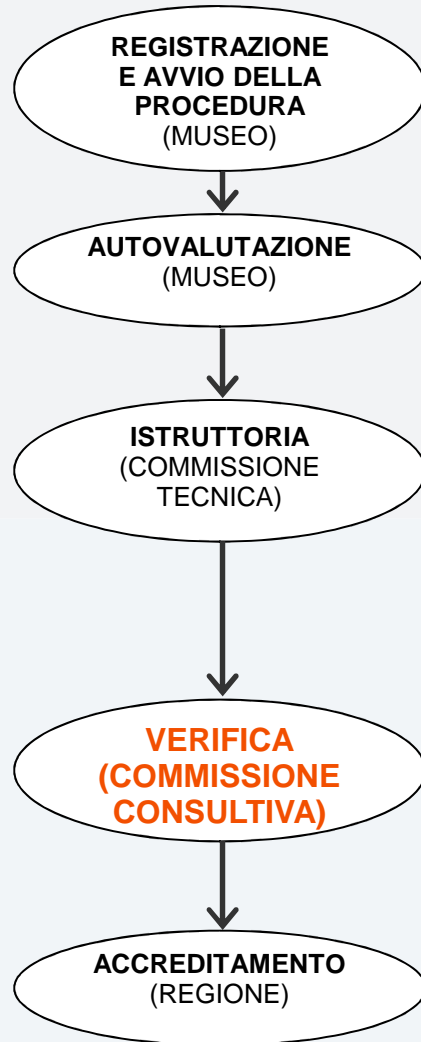 REGISTRAZIONE
E AVVIO DELLA
PROCEDURA
(MUSEO)
AUTOVALUTAZIONE
(MUSEO)
ISTRUTTORIA
(COMMISSIONE
TECNICA)
VERIFICA
(COMMISSIONE
CONSULTIVA)
ACCREDITAMENTO
(REGIONE)